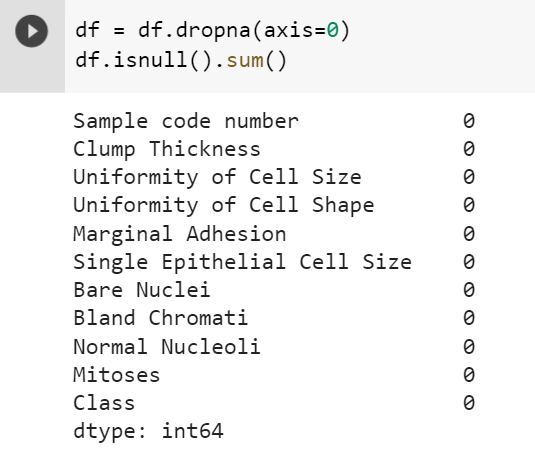 df = df.dropna(axis=0)
df.isnull().sum()
Sample code number 0
Clump Thickness 0
Uniformity of Cell Size 0
Uniformity of Cell Shape 0
Marginal Adhesion 0
Single Epithelial Cell Size 0
Bare Nuclei 0
Bland Chromati 0
Normal Nucleoli 0
Mitoses 0
Class 0
dtype: int64